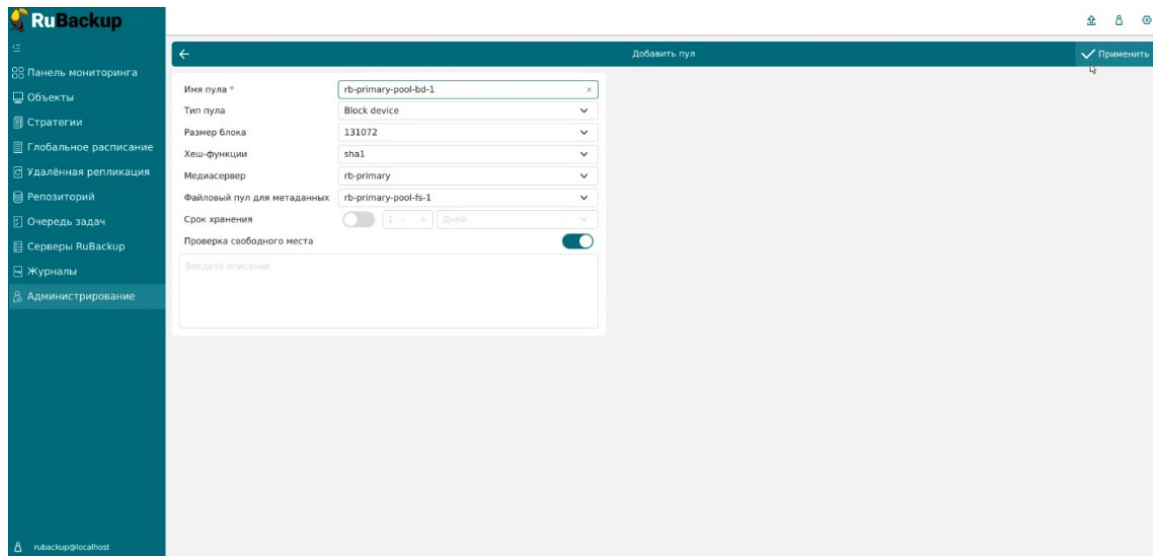 RuBackup
Панель мониторинга
Объекты
Стратегии
Глобальное расписание
Удалённая репликация
Репозиторий
Очередь задач
Серверы RuBackup
Журналы
Администрирование
rubackup@localhost
Добавить пул
Применить
Имя пула * rb-primary-pool-bd-1 ×
Тип пула Block device
Размер блока 131072
Хеш-функции sha1
Медиасервер rb-primary
Файловый пул для метаданных rb-primary-pool-fs-1
Срок хранения 1 - + Дней
Проверка свободного места
Введите описание